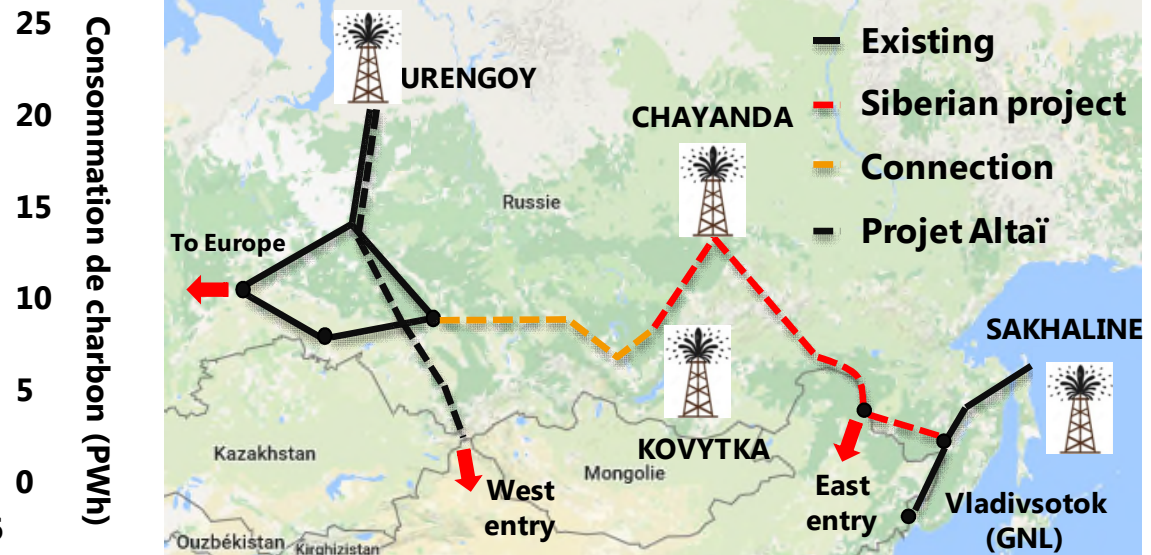 25
20
15
10
5
0
Consommation de charbon (PWh)
URENGOY
CHAYANDA
Existing
Siberian project
Connection
Projet Altaï
Russie
To Europe
SAKHALINE
KOVYTKA
Kazakhstan
Mongolie
West
entry
East
entry
Vladivsotok
(GNL)
Ouzbékistan
Kirghizistan